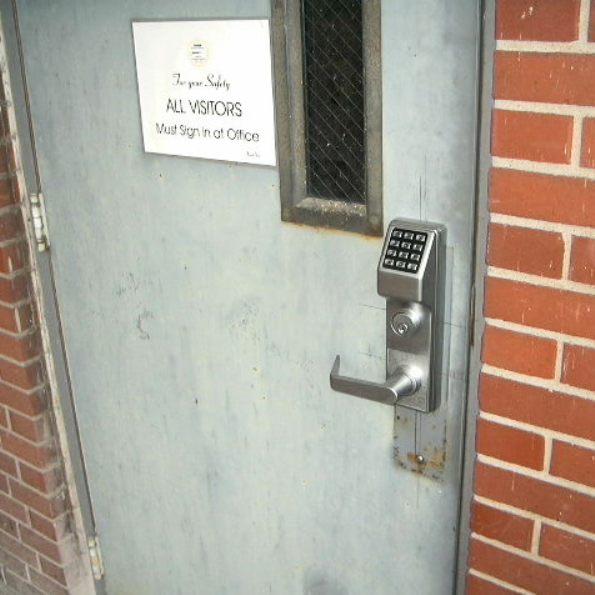 For your Safety
ALL VISITORS
Must Sign in at Office